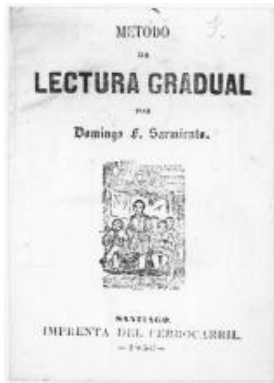 METODO
DE
LECTURA GRADUAL
POR
Domingo F. Sarmiento.
SANTIAGO.
IMPRENTA DEL FERROCARRIL.